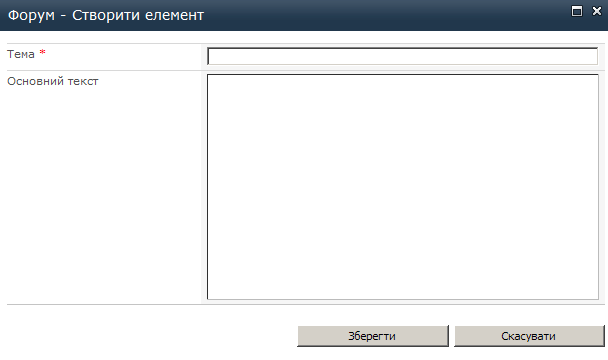 Форум - Створити елемент
Тема *
Основний текст
Зберегти
Скасувати